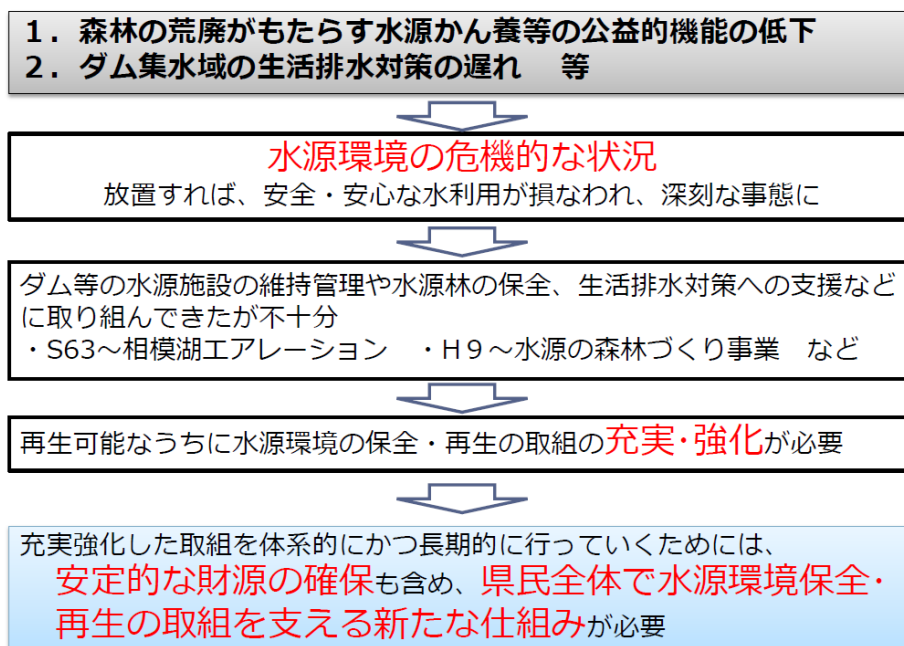 １．森林の荒廃がもたらす水源かん養等の公益的機能の低下
２．ダム集水域の生活排水対策の遅れ　等
水源環境の危機的な状況
放置すれば、安全・安心な水利用が損なわれ、深刻な事態に
ダム等の水源施設の維持管理や水源林の保全、生活排水対策への支援など
に取り組んできたが不十分
・S63～相模湖エアレーション　・H９～水源の森林づくり事業　など
再生可能なうちに水源環境の保全・再生の取組の充実・強化が必要
充実強化した取組を体系的にかつ長期的に行っていくためには、
安定的な財源の確保も含め、県民全体で水源環境保全・
再生の取組を支える新たな仕組みが必要